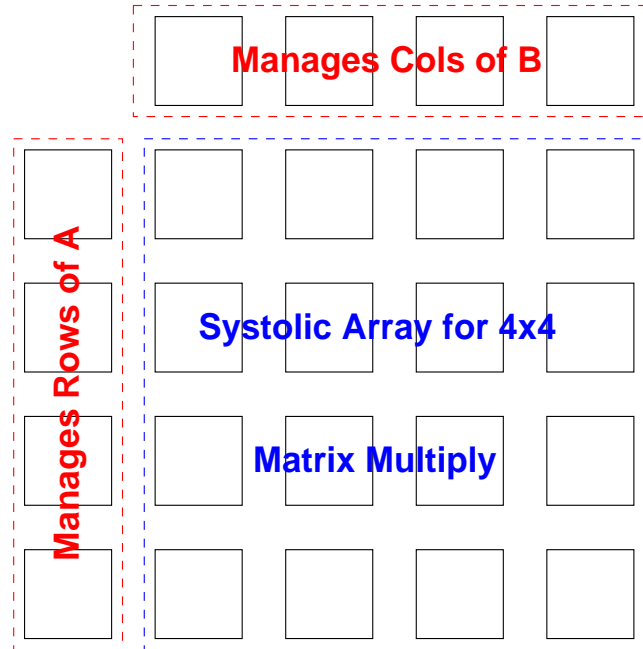 Manages Cols of B
Manages Rows of A
Systolic Array for 4x4
Matrix Multiply